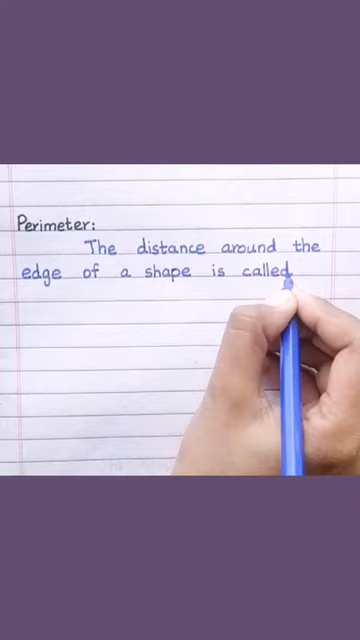 Perimeter:
The distance around the
edge of a shape is called